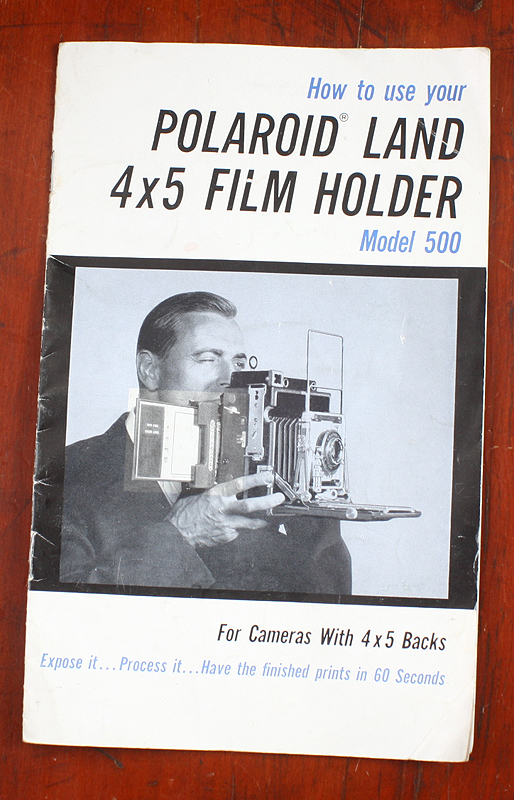 How to use your
POLAROID® LAND
4x5 FILM HOLDER
Model 500
For Cameras With 4x5 Backs
Expose it...Process it...Have the finished prints in 60 Seconds